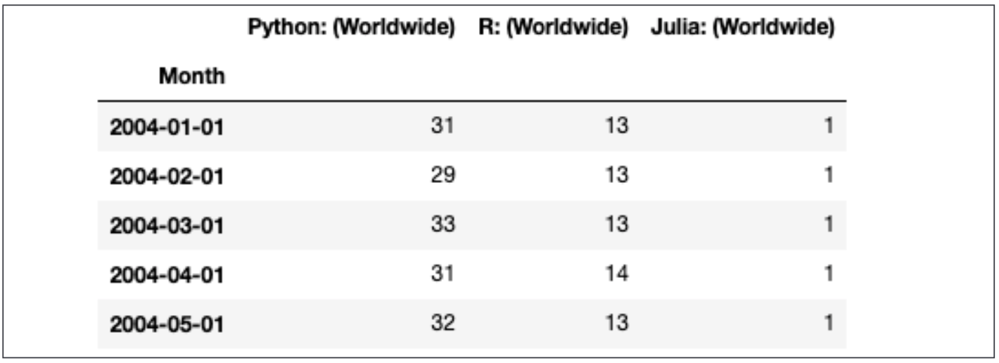 Python: (Worldwide) R: (Worldwide) Julia: (Worldwide)
Month
2004-01-01 31 13 1
2004-02-01 29 13 1
2004-03-01 33 13 1
2004-04-01 31 14 1
2004-05-01 32 13 1